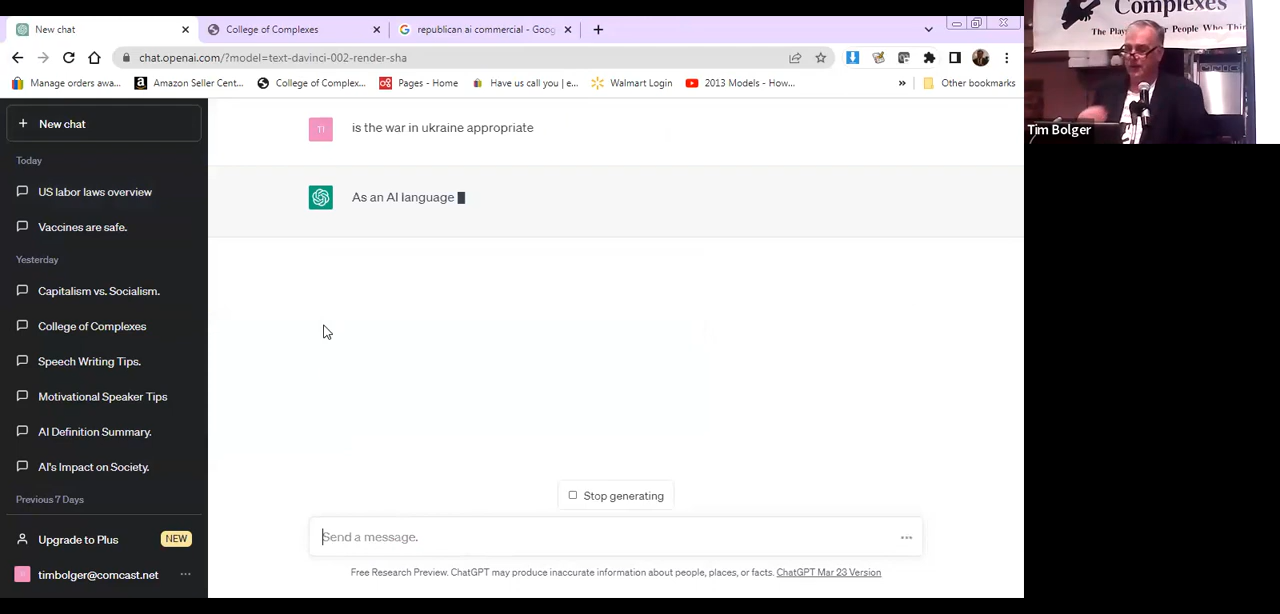 New chat
College of Complexes
republican ai commercial - Goog
chat.openai.com/?model=text-davinci-002-render-sha
Manage orders awa...
Amazon Seller Cent...
College of Complex...
Pages - Home
Have us call you | e...
Walmart Login
2013 Models - How...
»
Other bookmarks
New chat
Today
US labor laws overview
Vaccines are safe.
Yesterday
Capitalism vs. Socialism.
College of Complexes
Speech Writing Tips.
Motivational Speaker Tips
AI Definition Summary.
AI's Impact on Society.
Previous 7 Days
Upgrade to Plus NEW
timbolger@comcast.net
TI
is the war in ukraine appropriate
As an AI language
Stop generating
Send a message.
Free Research Preview. ChatGPT may produce inaccurate information about people, places, or facts. ChatGPT Mar 23 Version
Complexes
The Play r People Who Thin
Tim Bolger